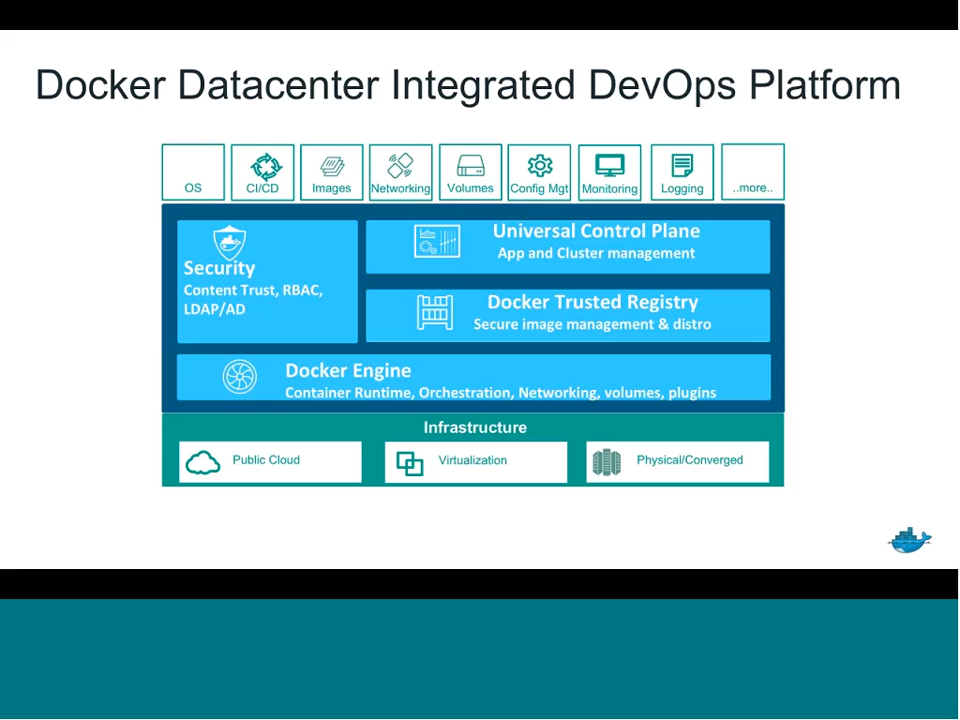 Docker Datacenter Integrated DevOps Platform
OS
CI/CD
Images
Networking
Volumes
Config Mgt
Monitoring
Logging
..more..
Security
Content Trust, RBAC,
LDAP/AD
Universal Control Plane
App and Cluster management
Docker Trusted Registry
Secure image management & distro
Docker Engine
Container Runtime, Orchestration, Networking, volumes, plugins
Infrastructure
Public Cloud
Virtualization
Physical/Converged